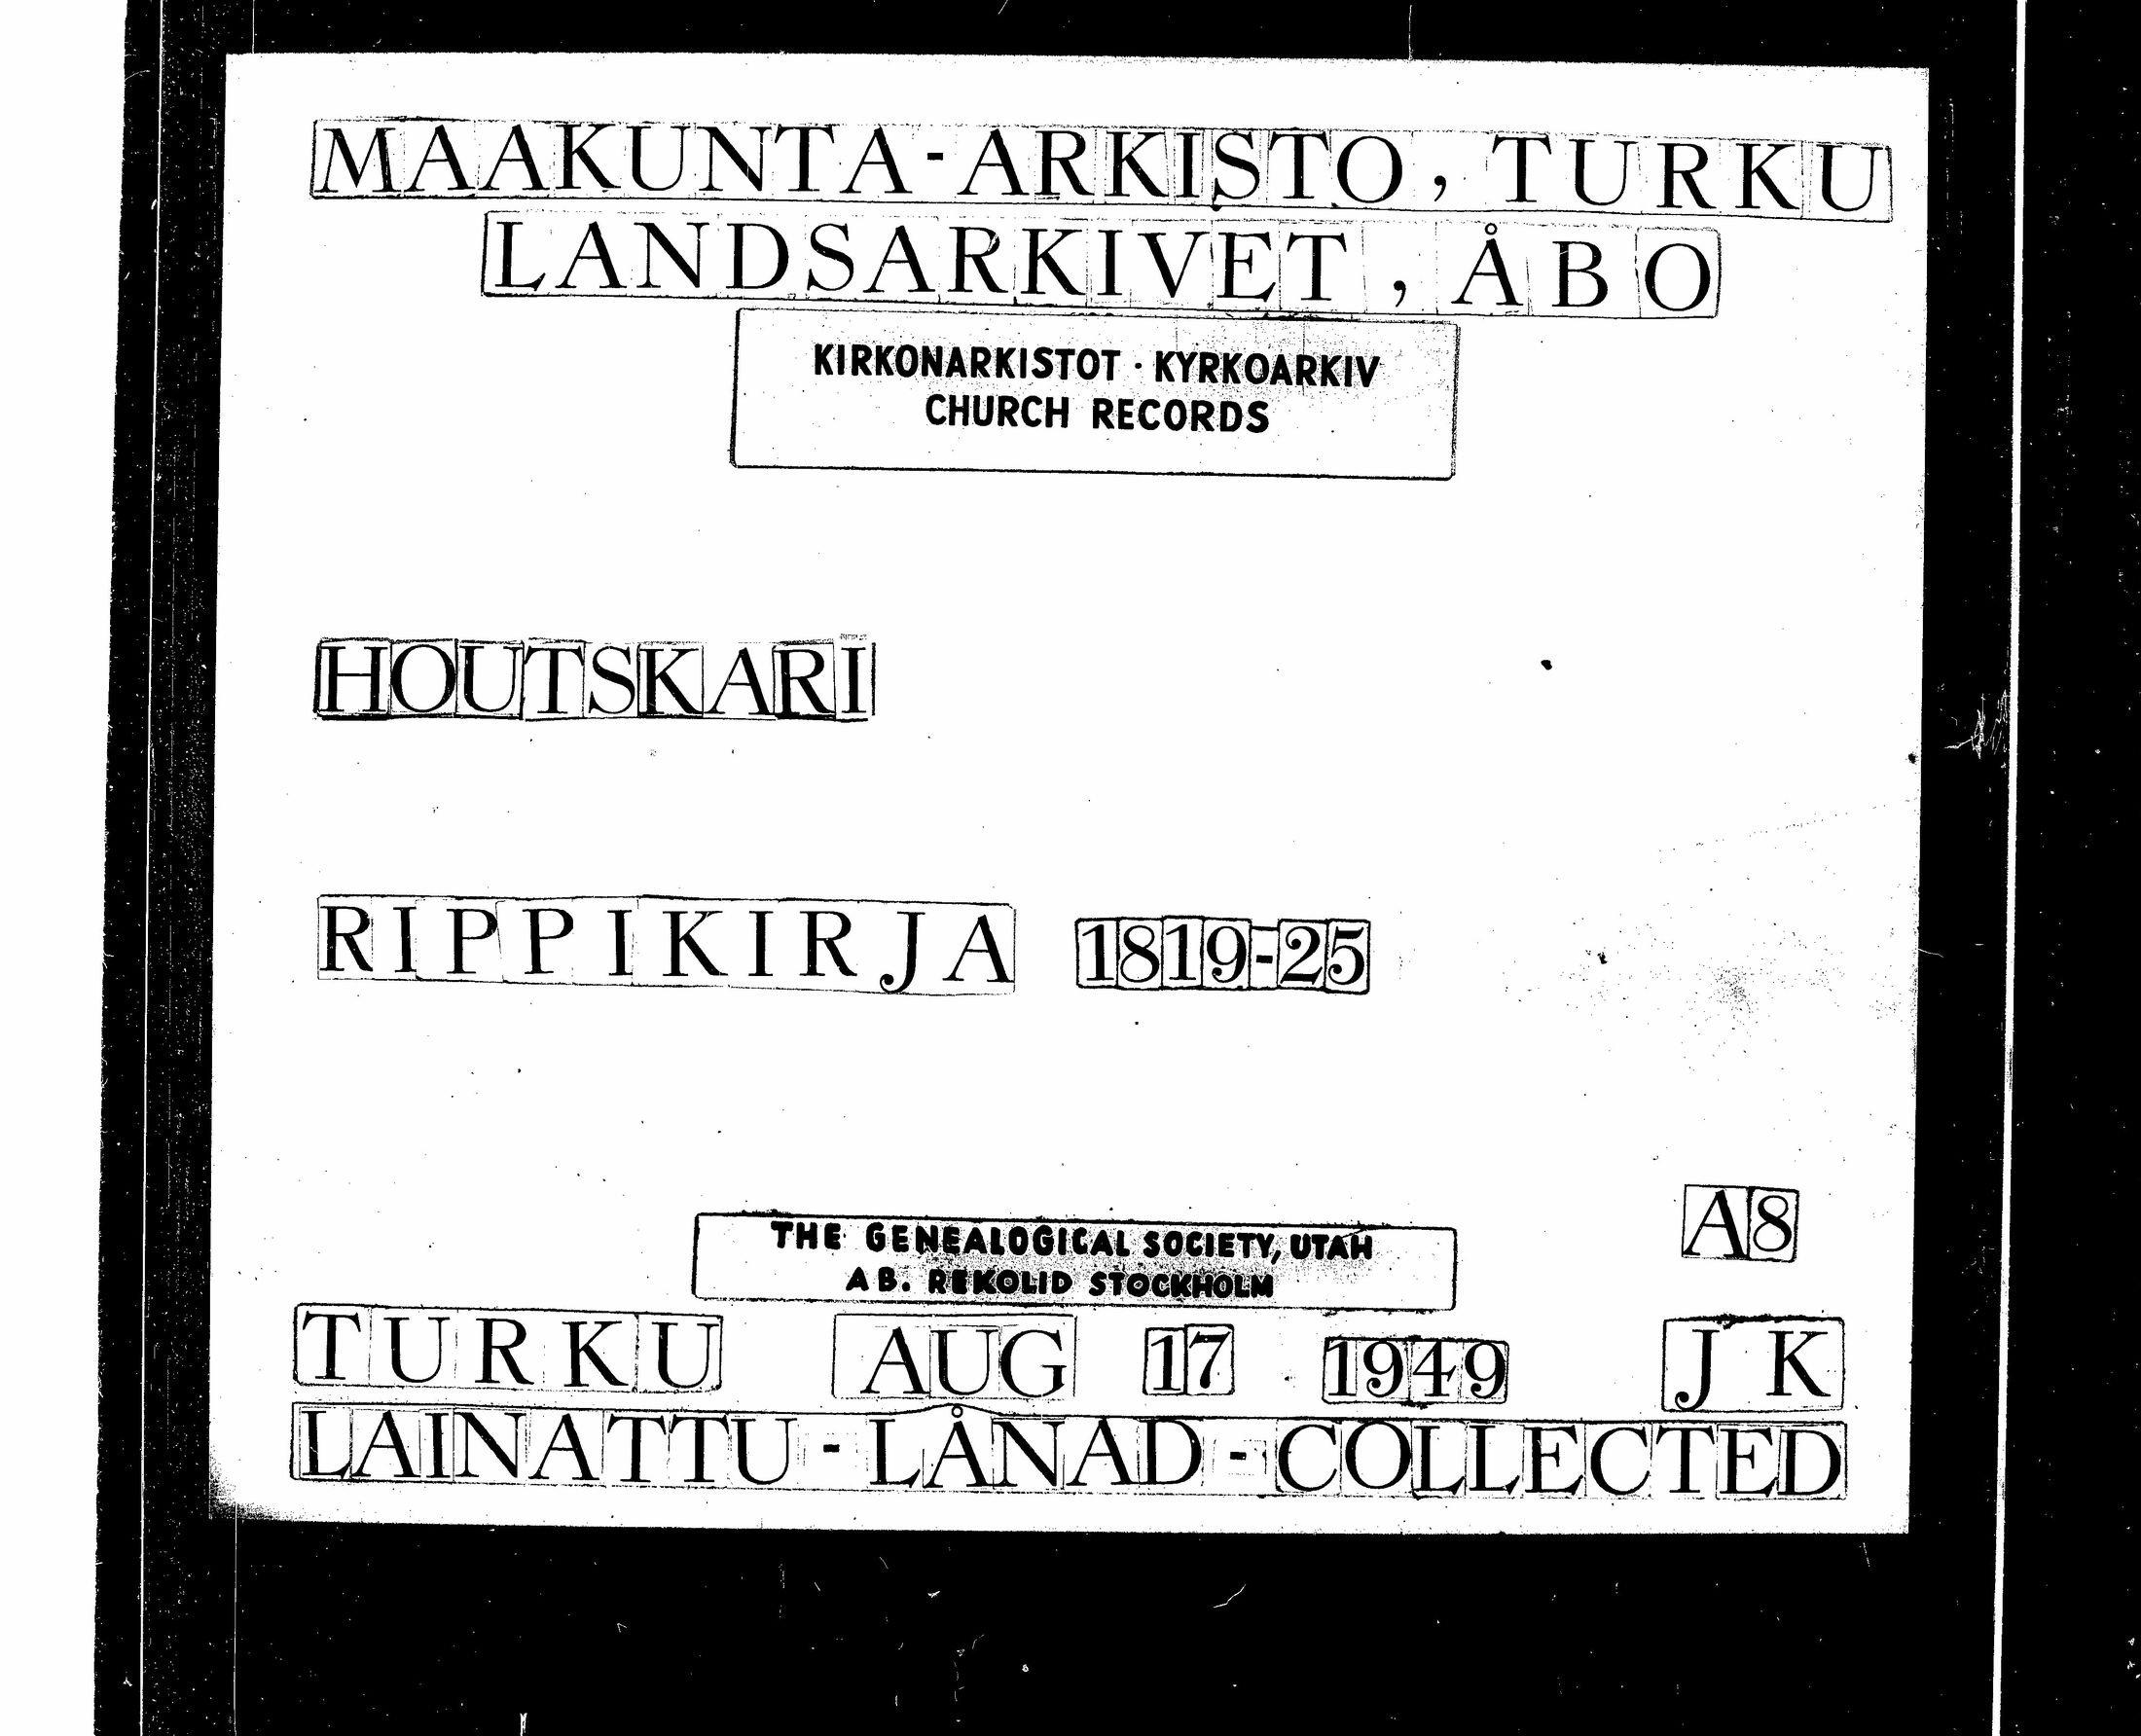 MAAKUNTA-ARKISTO, TURKU
LANDSARKIVET, ÅBO
KIRKONARKISTOT · KYRKOARKIV
CHURCH RECORDS
HOUTSKARI
RIPPIKIRJA 1819-25
A8
THE GENEALOGICAL SOCIETY, UTAH
AB. REKOLID STOCKHOLM
TURKU AUG 17 1949 JK
LAINATTU - LÅNAD - COLLECTED